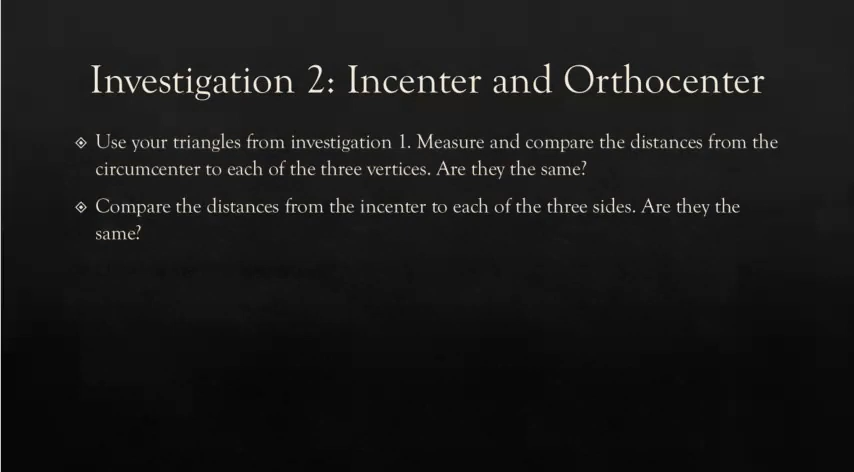 Investigation 2: Incenter and Orthocenter
Use your triangles from investigation 1. Measure and compare the distances from the
circumcenter to each of the three vertices. Are they the same?
Compare the distances from the incenter to each of the three sides. Are they the
same?